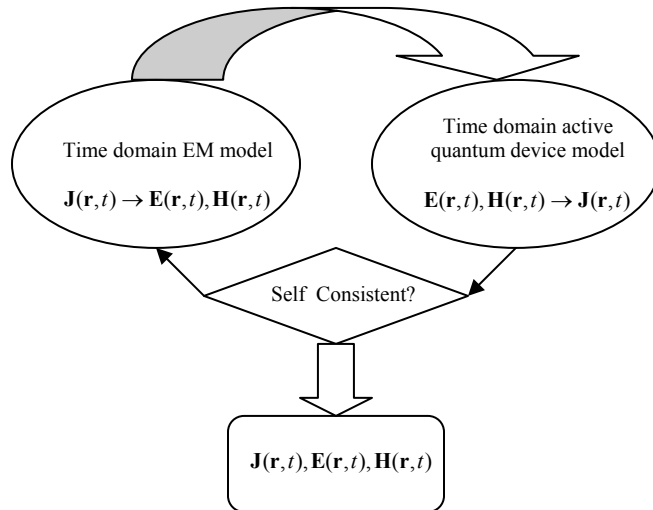 Time domain EM model
J(r,t) → E(r,t), H(r,t)
Time domain active
quantum device model
E(r,t), H(r,t) → J(r,t)
Self Consistent?
J(r,t), E(r,t), H(r,t)